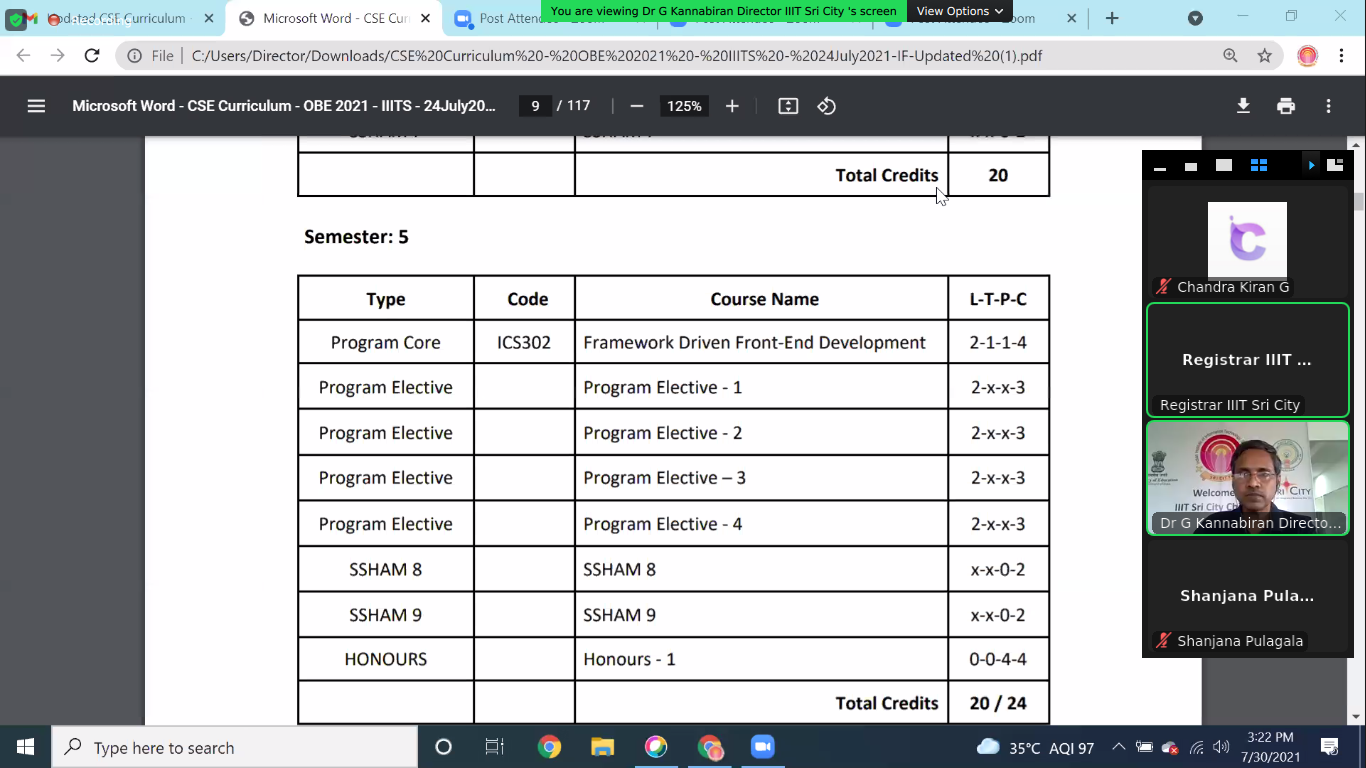 You are viewing Dr G Kannabiran Director IIIT Sri City 's screen
View Options
Recording
CSE Curriculum
Microsoft Word - CSE Cur
Post Attendee - Zoom
File
C:/Users/Director/Downloads/CSE%20Curriculum%20-%20OBE%202021%20-%20IIITS%20-%2024July2021-IF-Updated%20(1).pdf
Microsoft Word - CSE Curriculum - OBE 2021 - IIITS - 24July20...
9 / 117
125%
Total Credits 20
Semester: 5
Type Code Course Name L-T-P-C
Program Core ICS302 Framework Driven Front-End Development 2-1-1-4
Program Elective Program Elective - 1 2-x-x-3
Program Elective Program Elective - 2 2-x-x-3
Program Elective Program Elective – 3 2-x-x-3
Program Elective Program Elective - 4 2-x-x-3
SSHAM 8 SSHAM 8 x-x-0-2
SSHAM 9 SSHAM 9 x-x-0-2
HONOURS Honours - 1 0-0-4-4
Total Credits 20 / 24
Chandra Kiran G
Registrar IIIT ...
Registrar IIIT Sri City
Welcome
IIIT Sri City Ch
Dr G Kannabiran Directo...
Shanjana Pula...
Shanjana Pulagala
Type here to search
35°C AQI 97
3:22 PM
7/30/2021